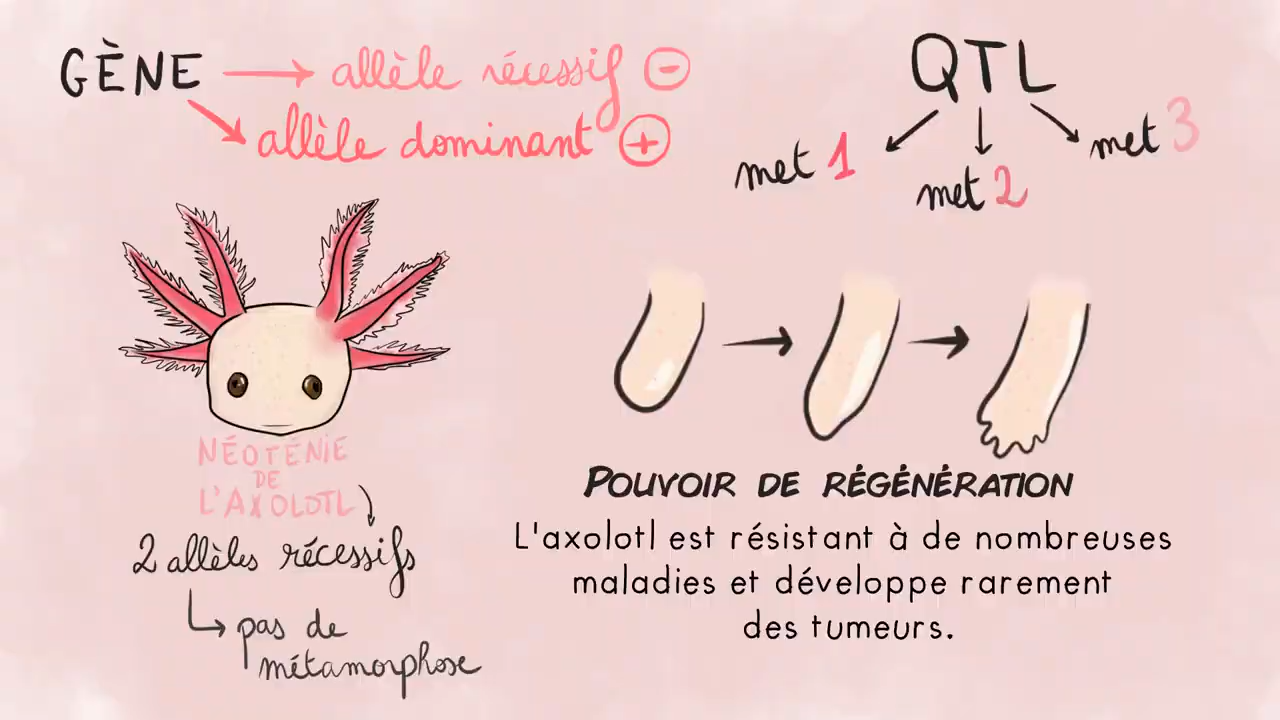 GÈNE → allèle récessif ⊖
allèle dominant ⊕
QTL
met 1
met 2
met 3
NÉOTÉNIE
DE
L'AXOLOTL
2 allèles récessifs
pas de
métamorphose
POUVOIR DE RÉGÉNÉRATION
L'axolotl est résistant à de nombreuses
maladies et développe rarement
des tumeurs.